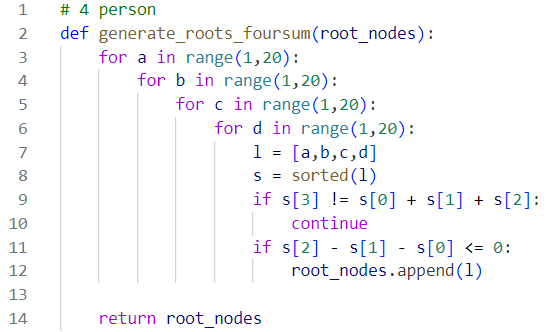 1 # 4 person
2 def generate_roots_foursum(root_nodes):
3     for a in range(1,20):
4         for b in range(1,20):
5             for c in range(1,20):
6                 for d in range(1,20):
7                     l = [a,b,c,d]
8                     s = sorted(l)
9                     if s[3] != s[0] + s[1] + s[2]:
10                         continue
11                     if s[2] - s[1] - s[0] <= 0:
12                         root_nodes.append(l)
13
14     return root_nodes